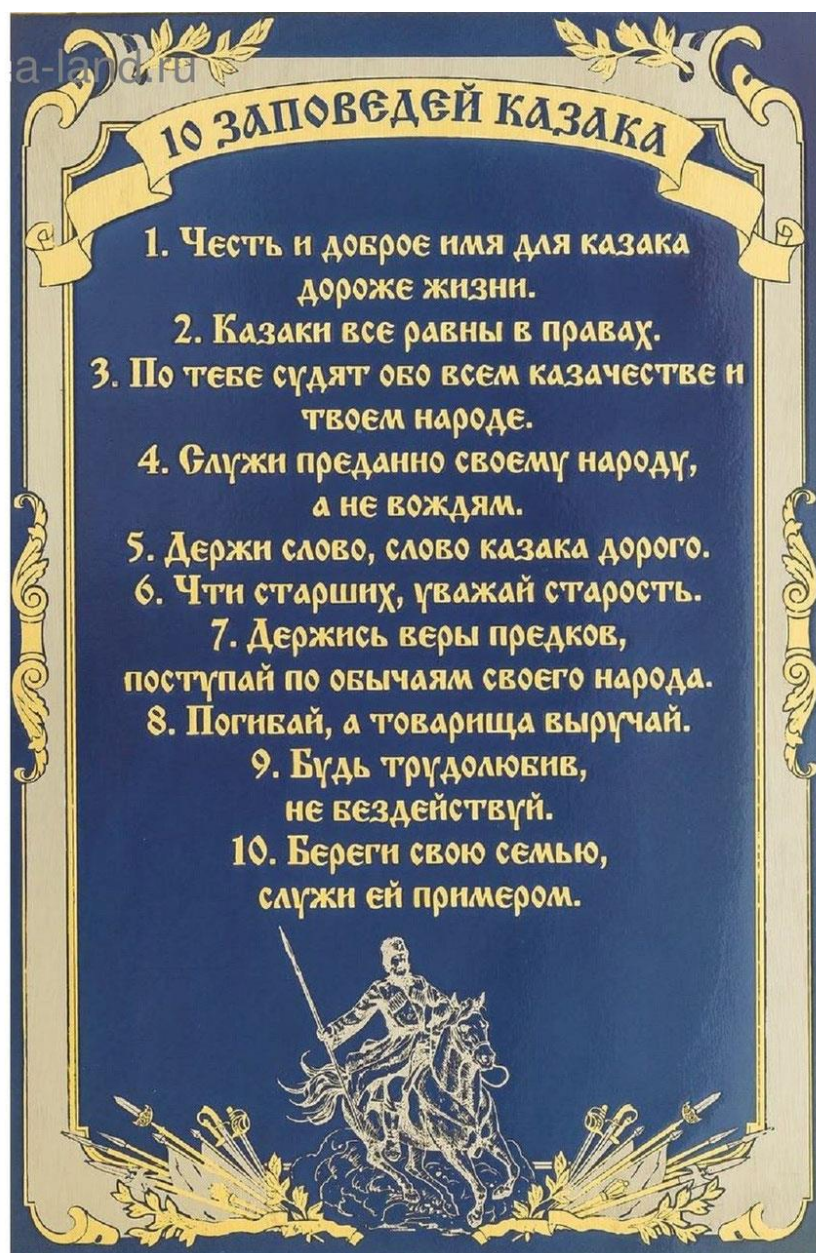 a-land.ru
10 ЗАПОВЕДЕЙ КАЗАКА
1. Честь и доброе имя для казака
дороже жизни.
2. Казаки все равны в правах.
3. По тебе судят обо всем казачестве и
твоем народе.
4. Служи преданно своему народу,
а не вождям.
5. Держи слово, слово казака дорого.
6. Чти старших, уважай старость.
7. Держись веры предков,
поступай по обычаям своего народа.
8. Погибай, а товарища выручай.
9. Будь трудолюбив,
не бездействуй.
10. Береги свою семью,
служи ей примером.